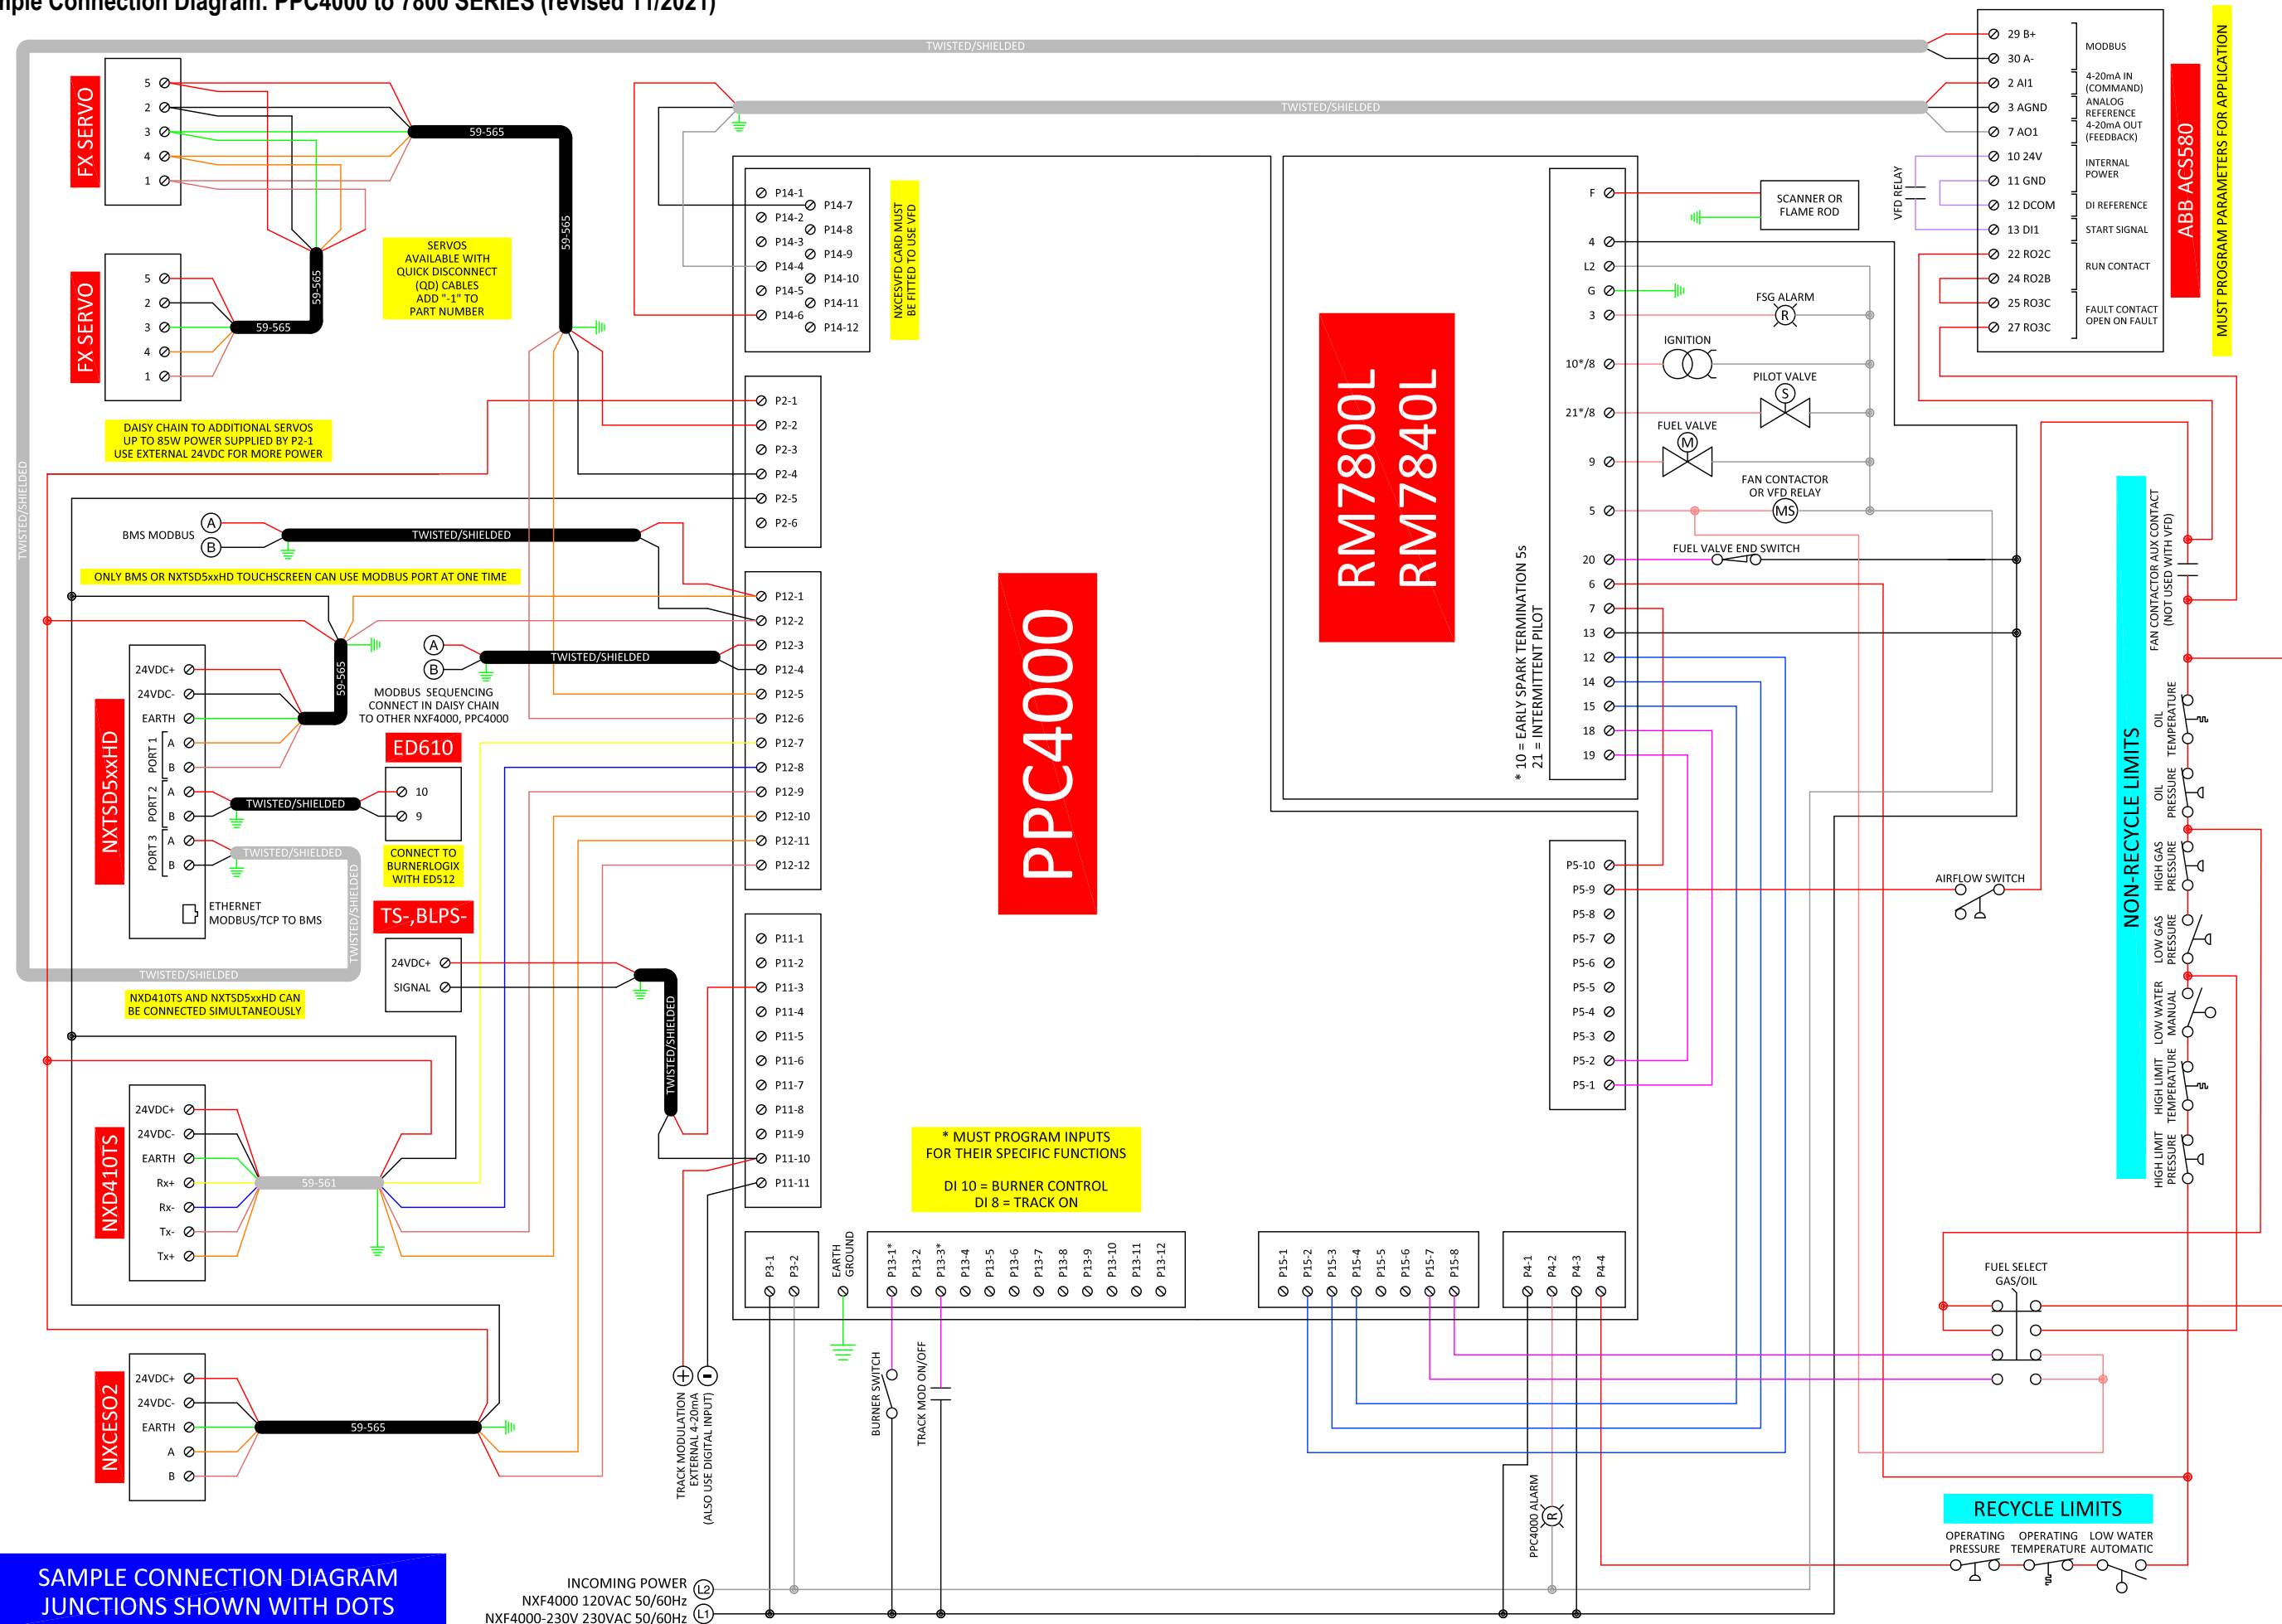 mple Connection Diagram: PPC4000 to 7800 SERIES (revised 11/2021)
TWISTED/SHIELDED
TWISTED/SHIELDED
TWISTED/SHIELDED
FX SERVO
5
2
3
4
1
59-565
59-565
FX SERVO
5
2
3
4
1
59-565
59-565
SERVOS
AVAILABLE WITH
QUICK DISCONNECT
(QD) CABLES
ADD "-1" TO
PART NUMBER
DAISY CHAIN TO ADDITIONAL SERVOS
UP TO 85W POWER SUPPLIED BY P2-1
USE EXTERNAL 24VDC FOR MORE POWER
BMS MODBUS
A
B
TWISTED/SHIELDED
ONLY BMS OR NXTSD5xxHD TOUCHSCREEN CAN USE MODBUS PORT AT ONE TIME
A
B
TWISTED/SHIELDED
MODBUS SEQUENCING
CONNECT IN DAISY CHAIN
TO OTHER NXF4000, PPC4000
NXTSD5xxHD
24VDC+
24VDC-
EARTH
PORT 1
A
B
PORT 2
A
B
PORT 3
A
B
59-565
TWISTED/SHIELDED
TWISTED/SHIELDED
TWISTED/SHIELDED
TWISTED/SHIELDED
ETHERNET
MODBUS/TCP TO BMS
ED610
10
9
CONNECT TO
BURNERLOGIX
WITH ED512
TS-,BLPS-
24VDC+
SIGNAL
TWISTED/SHIELDED
NXD410TS AND NXTSD5xxHD CAN
BE CONNECTED SIMULTANEOUSLY
NXD410TS
24VDC+
24VDC-
EARTH
Rx+
Rx-
Tx-
Tx+
59-561
NXCESO2
24VDC+
24VDC-
EARTH
A
B
59-565
SAMPLE CONNECTION DIAGRAM
JUNCTIONS SHOWN WITH DOTS
P14-1
P14-2
P14-3
P14-4
P14-5
P14-6
P14-7
P14-8
P14-9
P14-10
P14-11
P14-12
NXCESVFD CARD MUST
BE FITTED TO USE VFD
P2-1
P2-2
P2-3
P2-4
P2-5
P2-6
P12-1
P12-2
P12-3
P12-4
P12-5
P12-6
P12-7
P12-8
P12-9
P12-10
P12-11
P12-12
P11-1
P11-2
P11-3
P11-4
P11-5
P11-6
P11-7
P11-8
P11-9
P11-10
P11-11
PPC4000
* MUST PROGRAM INPUTS
FOR THEIR SPECIFIC FUNCTIONS
DI 10 = BURNER CONTROL
DI 8 = TRACK ON
P3-1
P3-2
EARTH
GROUND
P13-1*
P13-2
P13-3*
P13-4
P13-5
P13-6
P13-7
P13-8
P13-9
P13-10
P13-11
P13-12
P15-1
P15-2
P15-3
P15-4
P15-5
P15-6
P15-7
P15-8
P4-1
P4-2
P4-3
P4-4
TRACK MODULATION
EXTERNAL 4-20mA
(ALSO USE DIGITAL INPUT)
+
-
BURNER SWITCH
TRACK MOD ON/OFF
PPC4000 ALARM
R
INCOMING POWER
NXF4000 120VAC 50/60Hz
NXF4000-230V 230VAC 50/60Hz
L2
L1
RM7800L
RM7840L
* 10 = EARLY SPARK TERMINATION 5s
21 = INTERMITTENT PILOT
F
4
L2
G
3
10*/8
21*/8
9
5
20
6
7
13
12
14
15
18
19
P5-10
P5-9
P5-8
P5-7
P5-6
P5-5
P5-4
P5-3
P5-2
P5-1
SCANNER OR
FLAME ROD
FSG ALARM
R
IGNITION
PILOT VALVE
S
FUEL VALVE
M
FAN CONTACTOR
OR VFD RELAY
MS
FUEL VALVE END SWITCH
VFD RELAY
29 B+
30 A-
2 AI1
3 AGND
7 AO1
10 24V
11 GND
12 DCOM
13 DI1
22 RO2C
24 RO2B
25 RO3C
27 RO3C
MODBUS
4-20mA IN
(COMMAND)
ANALOG
REFERENCE
4-20mA OUT
(FEEDBACK)
INTERNAL
POWER
DI REFERENCE
START SIGNAL
RUN CONTACT
FAULT CONTACT
OPEN ON FAULT
ABB ACS580
MUST PROGRAM PARAMETERS FOR APPLICATION
FAN CONTACTOR AUX CONTACT
(NOT USED WITH VFD)
NON-RECYCLE LIMITS
OIL
TEMPERATURE
OIL
PRESSURE
HIGH GAS
PRESSURE
LOW GAS
PRESSURE
LOW WATER
MANUAL
HIGH LIMIT
TEMPERATURE
HIGH LIMIT
PRESSURE
AIRFLOW SWITCH
FUEL SELECT
GAS/OIL
RECYCLE LIMITS
OPERATING
PRESSURE
OPERATING
TEMPERATURE
LOW WATER
AUTOMATIC